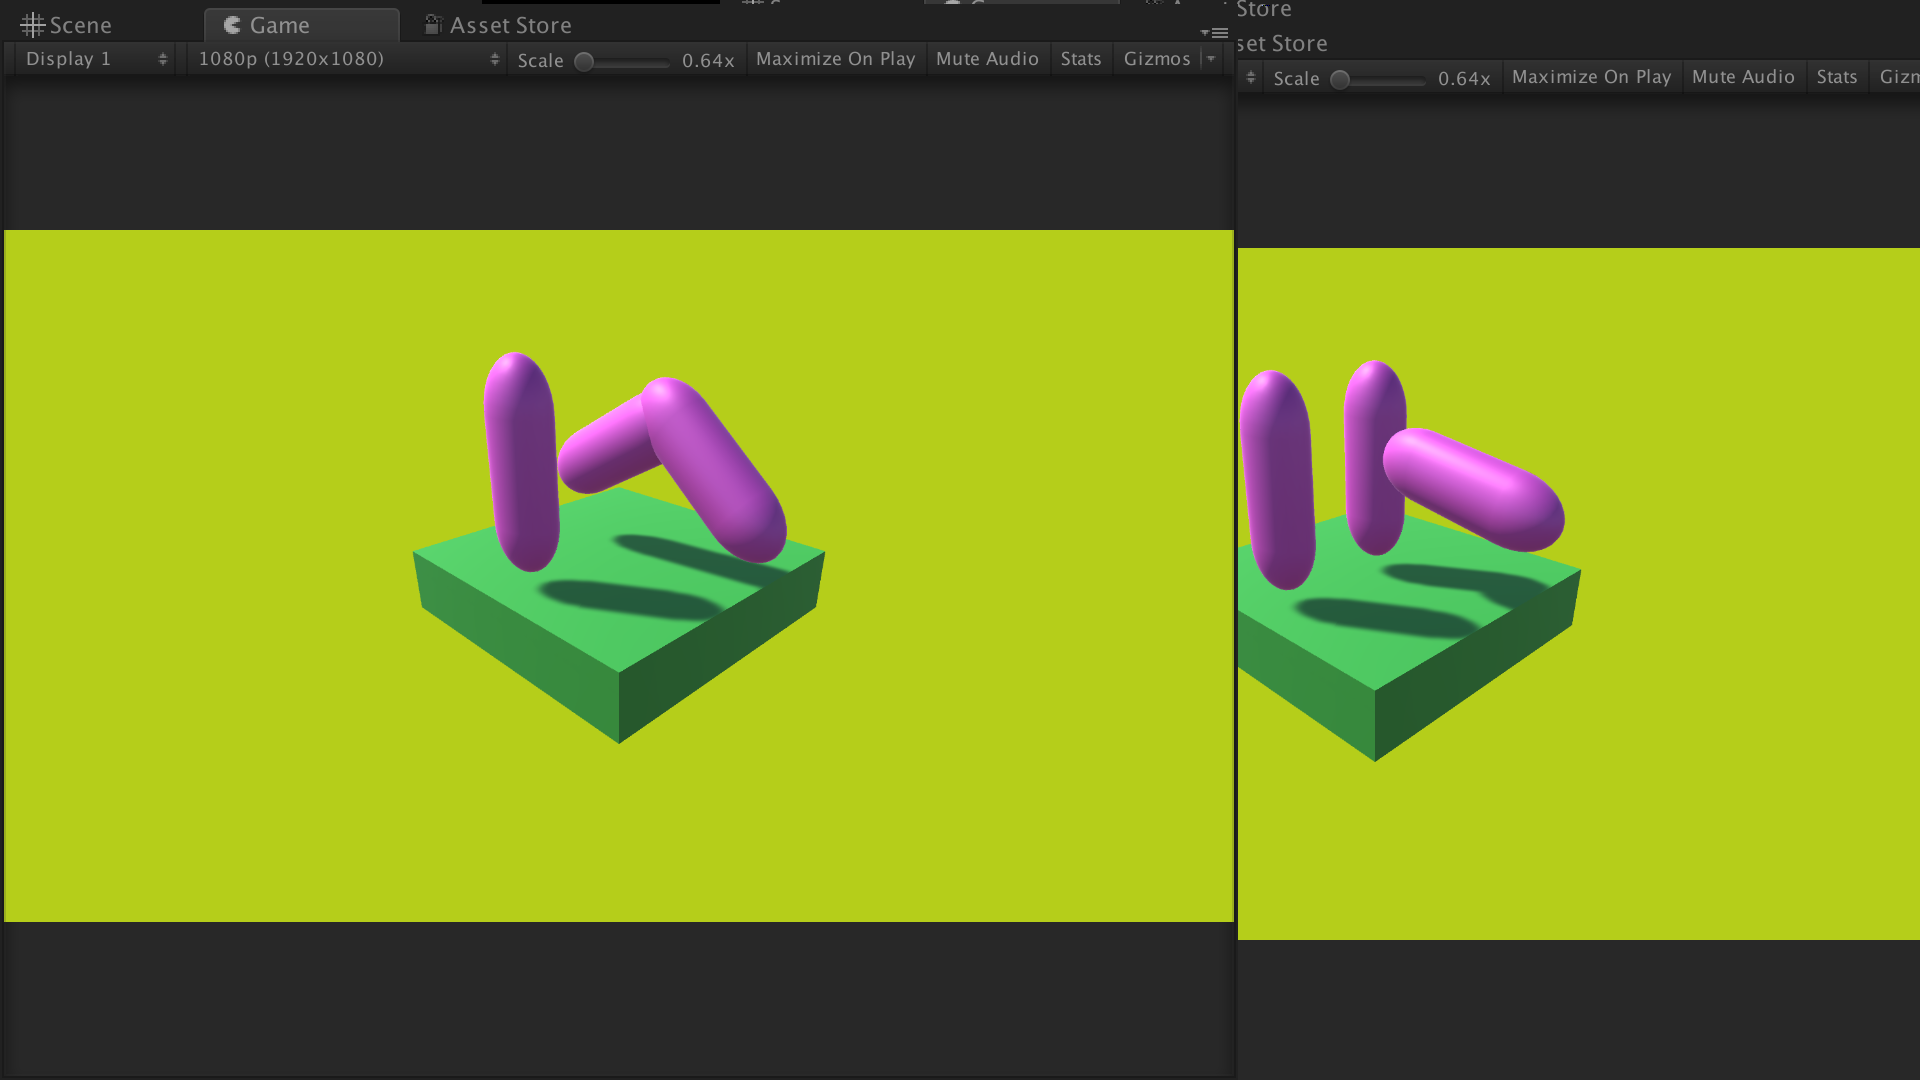 Store
Scene
Game
Asset Store
set Store
Display 1
1080p (1920x1080)
Scale
0.64x
Maximize On Play
Mute Audio
Stats
Gizmos
Scale
0.64x
Maximize On Play
Mute Audio
Stats
Gizm